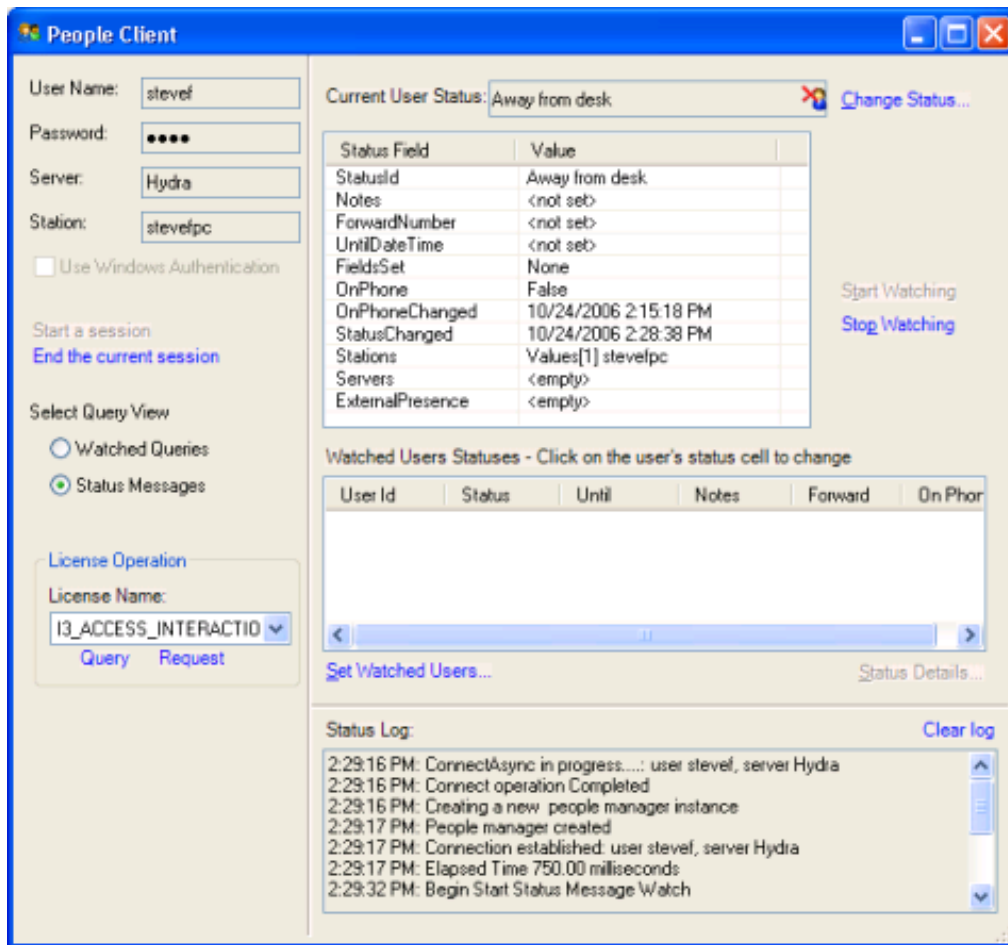 People Client
User Name: stevef
Password: ••••
Server: Hydra
Station: stevefpc
Use Windows Authentication
Start a session
End the current session
Select Query View
Watched Queries
Status Messages
License Operation
License Name:
I3_ACCESS_INTERACTIO
Query Request
Current User Status: Away from desk Change Status...
Status Field Value
StatusId Away from desk
Notes <not set>
ForwardNumber <not set>
UntilDateTime <not set>
FieldsSet None
OnPhone False
OnPhoneChanged 10/24/2006 2:15:18 PM
StatusChanged 10/24/2006 2:28:38 PM
Stations Values[1] stevefpc
Servers <empty>
ExternalPresence <empty>
Start Watching
Stop Watching
Watched Users Statuses - Click on the user's status cell to change
User Id Status Until Notes Forward On Phor
Set Watched Users... Status Details...
Status Log: Clear log
2:29:16 PM: ConnectAsync in progress....: user stevef, server Hydra
2:29:16 PM: Connect operation Completed
2:29:16 PM: Creating a new people manager instance
2:29:17 PM: People manager created
2:29:17 PM: Connection established: user stevef, server Hydra
2:29:17 PM: Elapsed Time 750.00 milliseconds
2:29:32 PM: Begin Start Status Message Watch